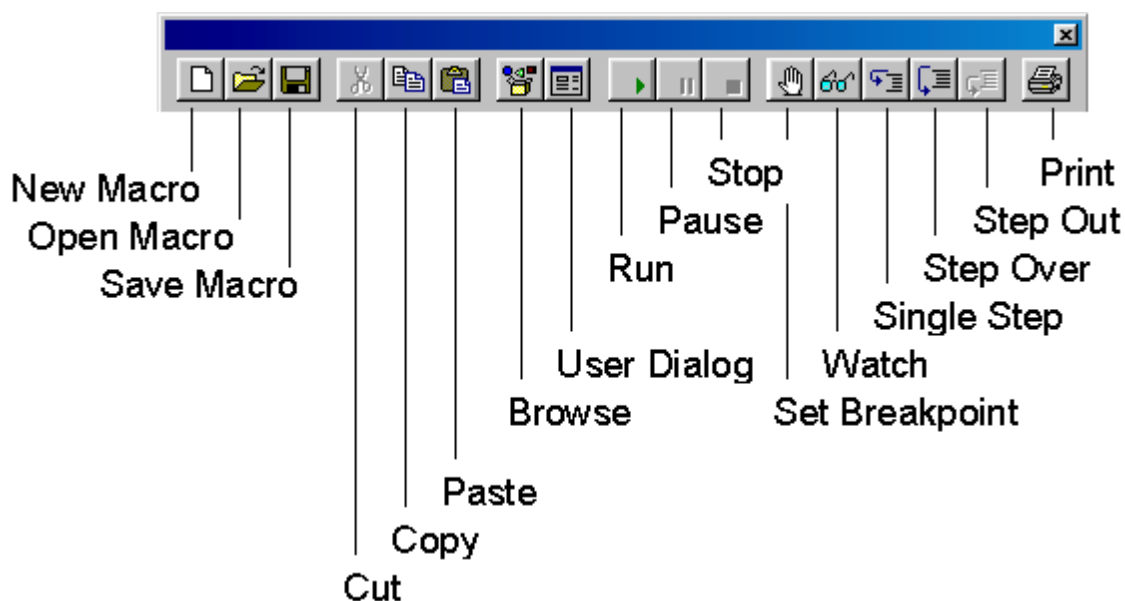 Stop
Print
New Macro
Pause
Step Out
Open Macro
Run
Step Over
Save Macro
Single Step
User Dialog
Watch
Browse
Set Breakpoint
Paste
Copy
Cut